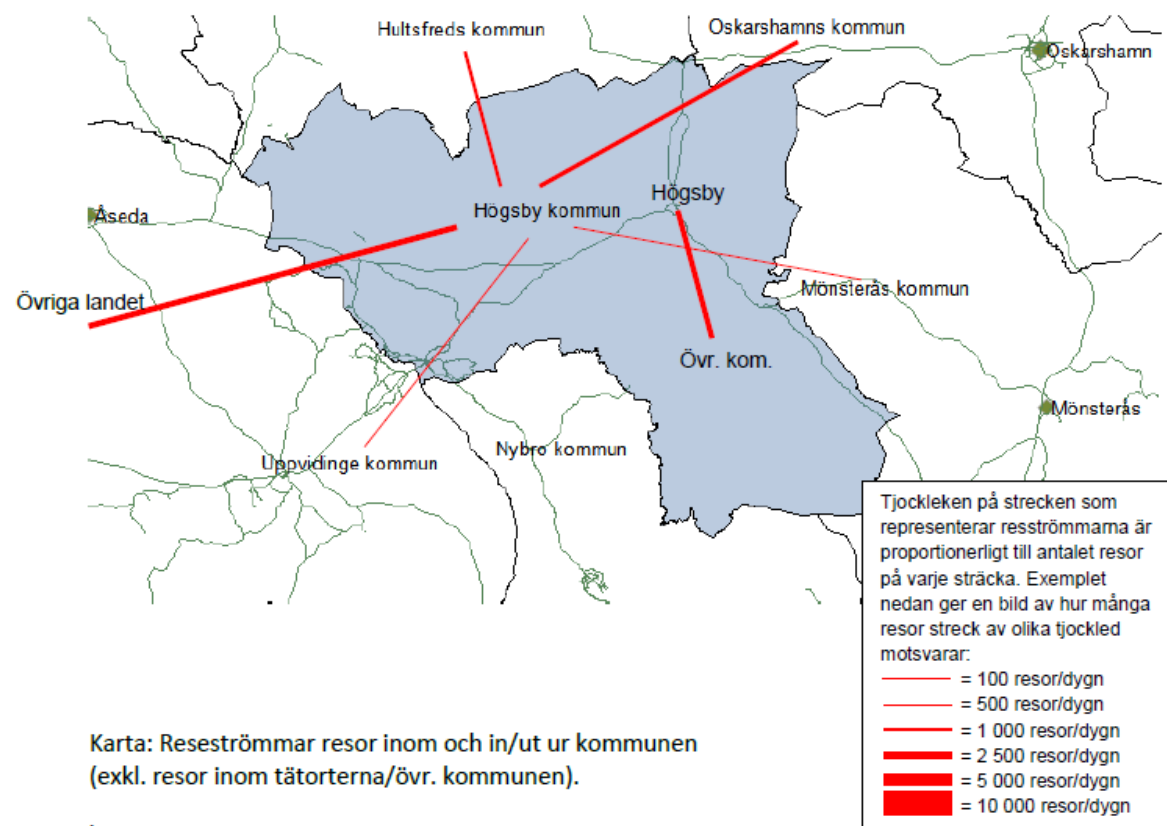 Hultsfreds kommun
Oskarshamns kommun
Oskarshamn
Högsby
Högsby kommun
Åseda
Övriga landet
Mönsterås kommun
Övr. kom.
Mönsterås
Nybro kommun
Uppvidinge kommun
Tjockleken på strecken som
representerar resströmmarna är
proportionerligt till antalet resor
på varje sträcka. Exemplet
nedan ger en bild av hur många
resor streck av olika tjockled
motsvarar:
= 100 resor/dygn
= 500 resor/dygn
= 1 000 resor/dygn
= 2 500 resor/dygn
= 5 000 resor/dygn
= 10 000 resor/dygn
Karta: Reseströmmar resor inom och in/ut ur kommunen
(exkl. resor inom tätorterna/övr. kommunen).